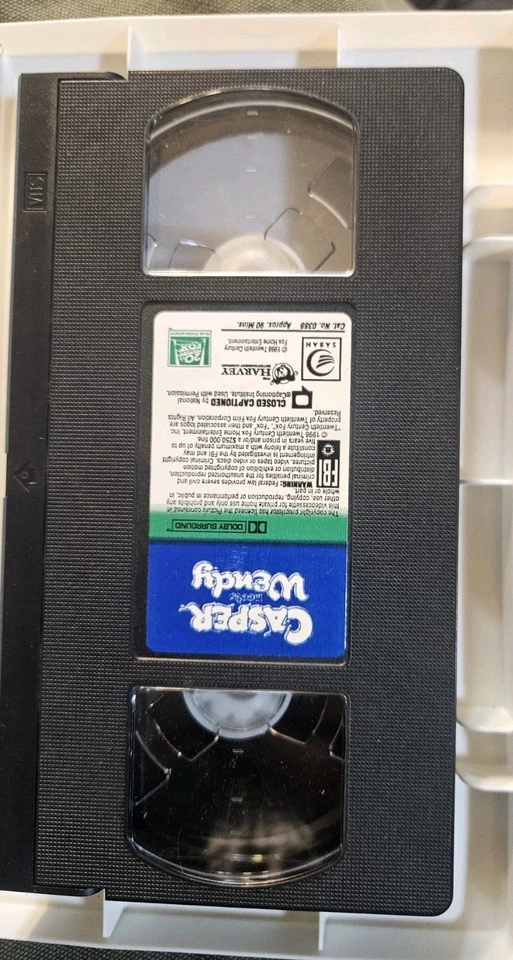 CASPER
meets
Wendy
DOLBY SURROUND
The copyright proprietor has licensed the Picture contained in
this videocassette for private home use only and prohibits any
other use, copying, reproduction or performance in public, in
whole or in part.
FBI
WARNING: Federal law provides severe civil and
criminal penalties for the unauthorized reproduction,
distribution or exhibition of copyrighted motion
pictures, video tapes or video discs. Criminal copyright
infringement is investigated by the FBI and may
constitute a felony with a maximum penalty of up to
five years in prison and/or a $250,000 fine.
© 1998 Twentieth Century Fox Home Entertainment, Inc.
"Twentieth Century Fox", "Fox" and their associated logos are
property of Twentieth Century Fox Film Corporation. All Rights
Reserved.
CLOSED CAPTIONED by National
Captioning Institute. Used with Permission.
SABAN
THE
HARVEY
ENTERTAINMENT
20th
CENTURY
FOX
© 1998 Twentieth Century
Fox Home Entertainment.
Cat. No. 0388 Approx. 90 Mins.